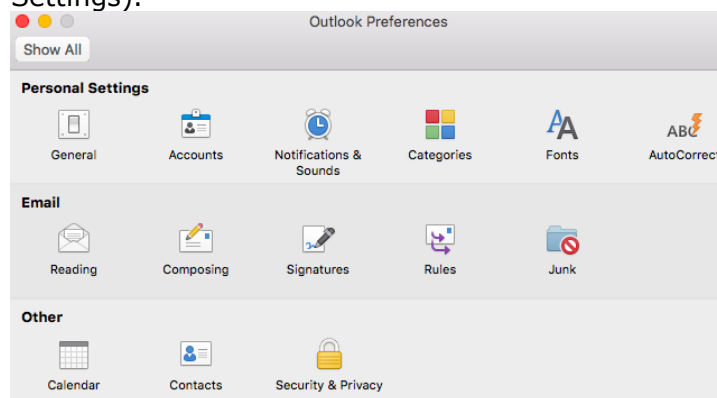 Settings).
Outlook Preferences
Show All
Personal Settings
General Accounts Notifications & Sounds Categories Fonts AutoCorrect
Email
Reading Composing Signatures Rules Junk
Other
Calendar Contacts Security & Privacy